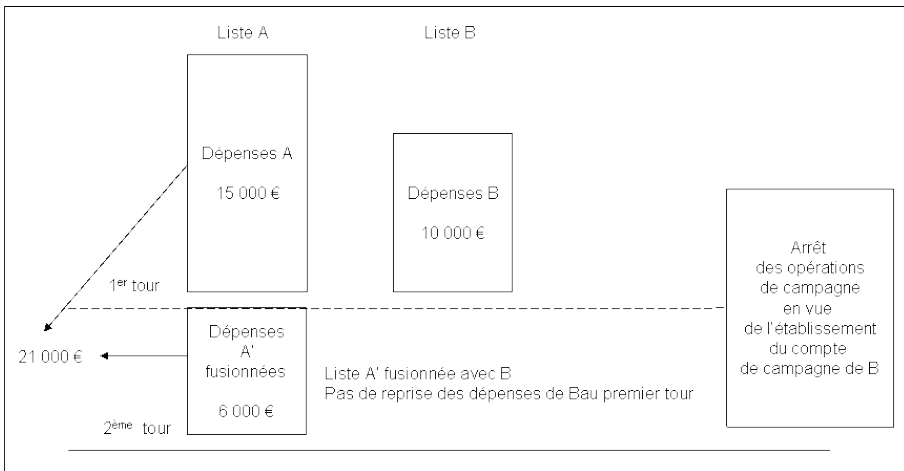 Liste A
Liste B
Dépenses A
15 000 €
Dépenses B
10 000 €
1er tour
Arrêt
des opérations
de campagne
en vue
de l'établissement
du compte
de campagne de B
21 000 €
Dépenses
A'
fusionnées
6 000 €
Liste A' fusionnée avec B
Pas de reprise des dépenses de Bau premier tour
2ème tour